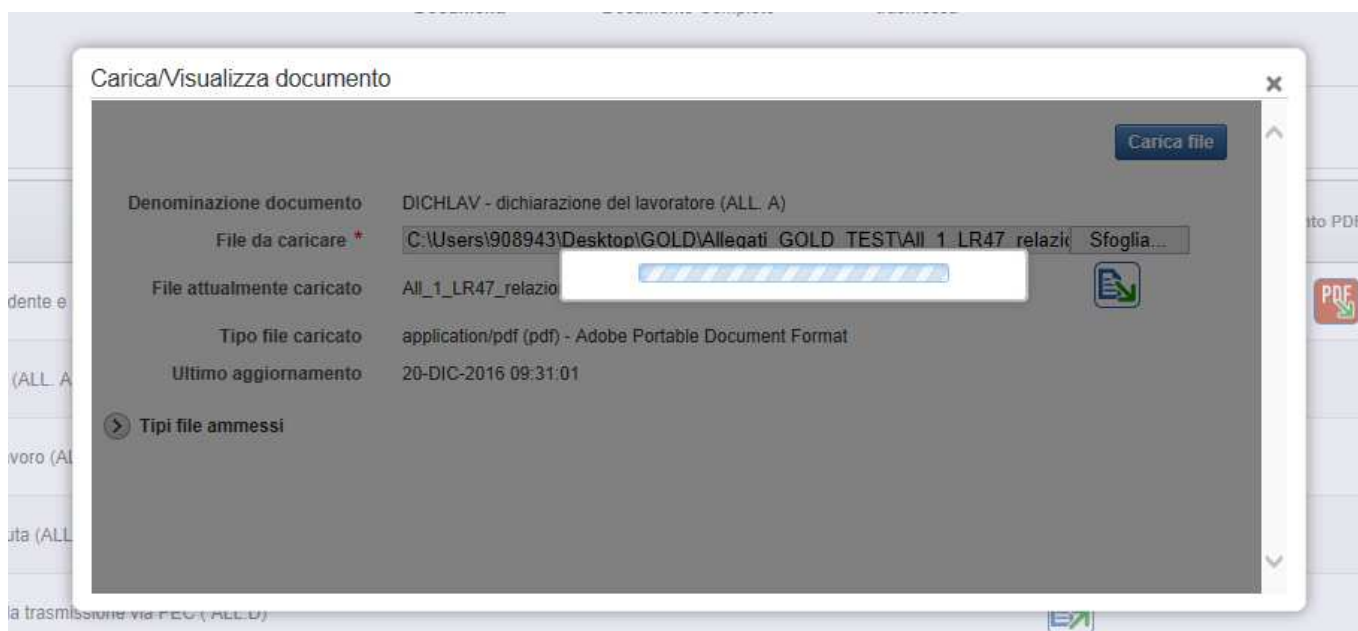 Carica/Visualizza documento
Carica file
Denominazione documento DICHLAV - dichiarazione del lavoratore (ALL. A)
File da caricare * C:\Users\908943\Desktop\GOLD\Allegati_GOLD_TEST\All_1_LR47_relazio Sfoglia...
File attualmente caricato All_1_LR47_relazio
Tipo file caricato application/pdf (pdf) - Adobe Portable Document Format
Ultimo aggiornamento 20-DIC-2016 09:31:01
Tipi file ammessi
nto PDF
dente e
PDF
(ALL. A
avoro (AL
uta (ALL
la trasmissione via PEC ( ALL.D)